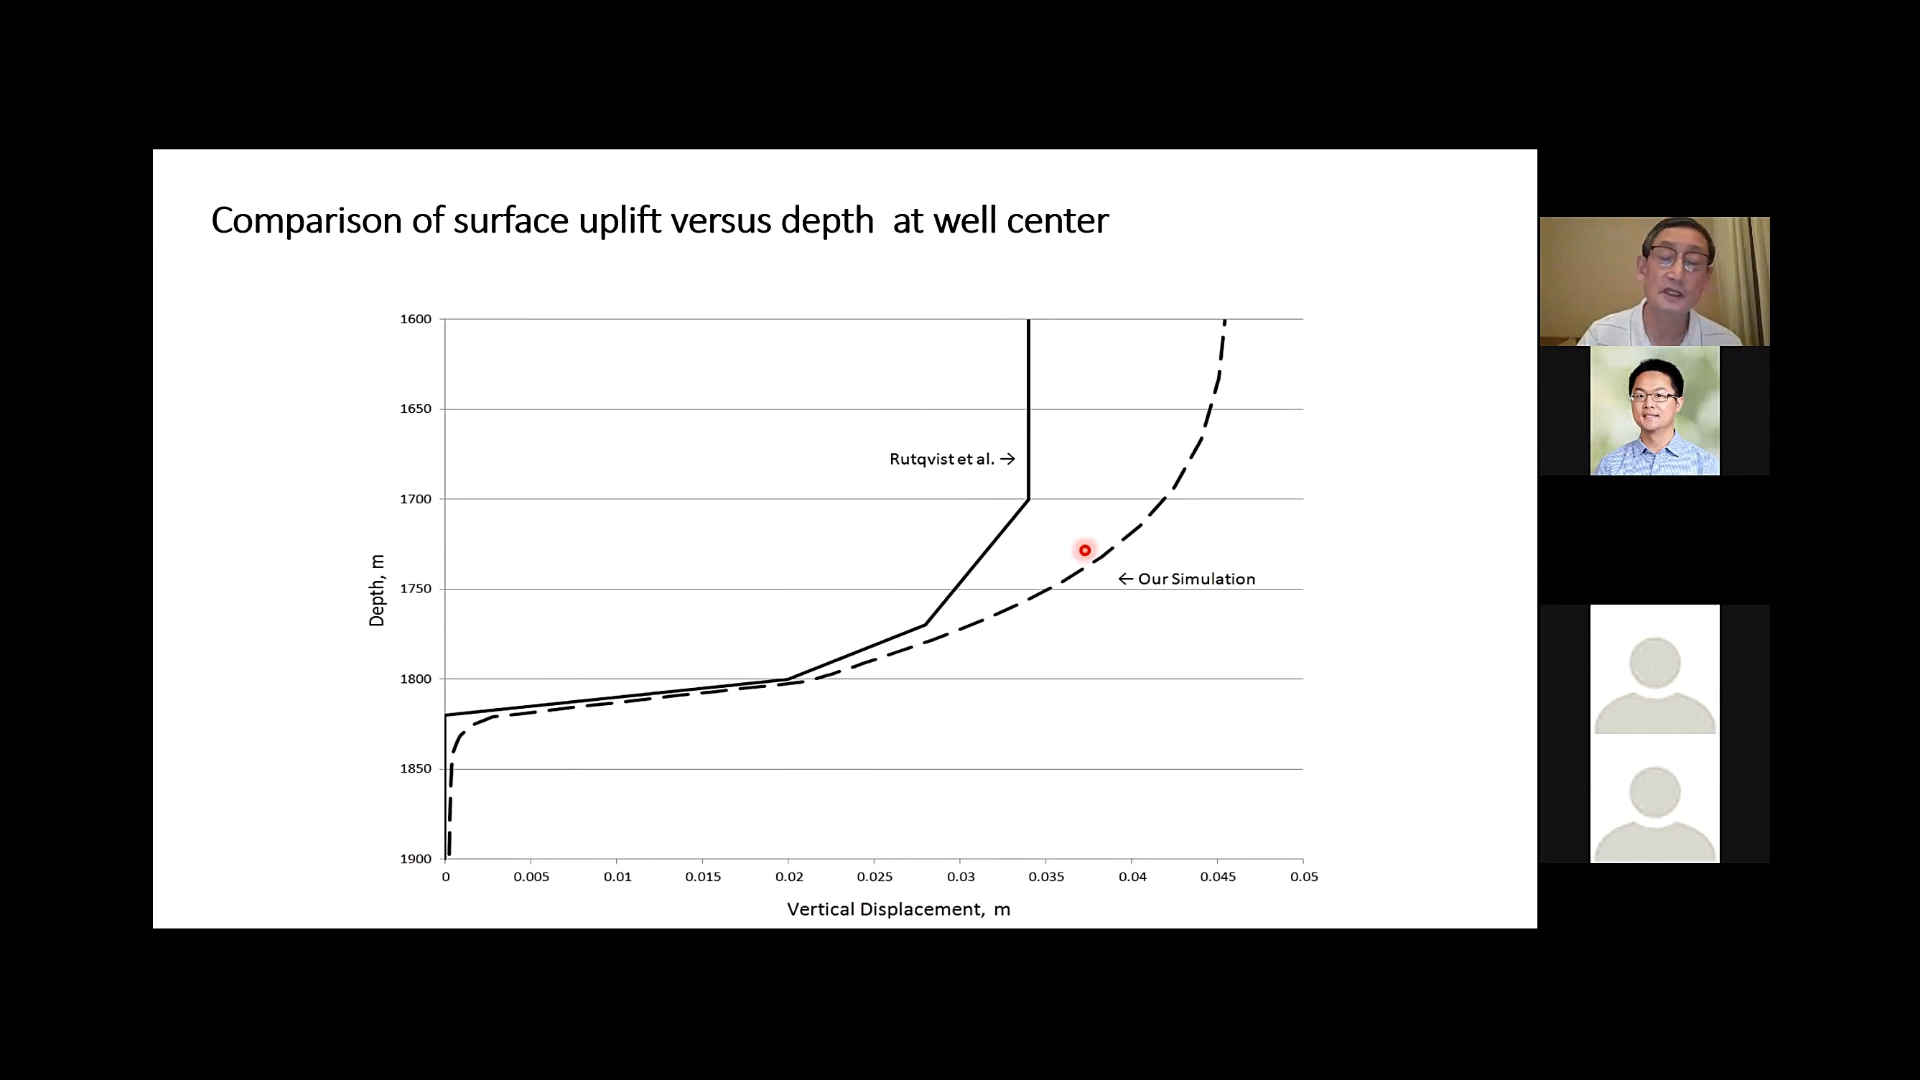 Comparison of surface uplift versus depth at well center
1600
1650
Rutqvist et al. →
1700
Depth, m
1750
← Our Simulation
1800
1850
1900
0 0.005 0.01 0.015 0.02 0.025 0.03 0.035 0.04 0.045 0.05
Vertical Displacement, m